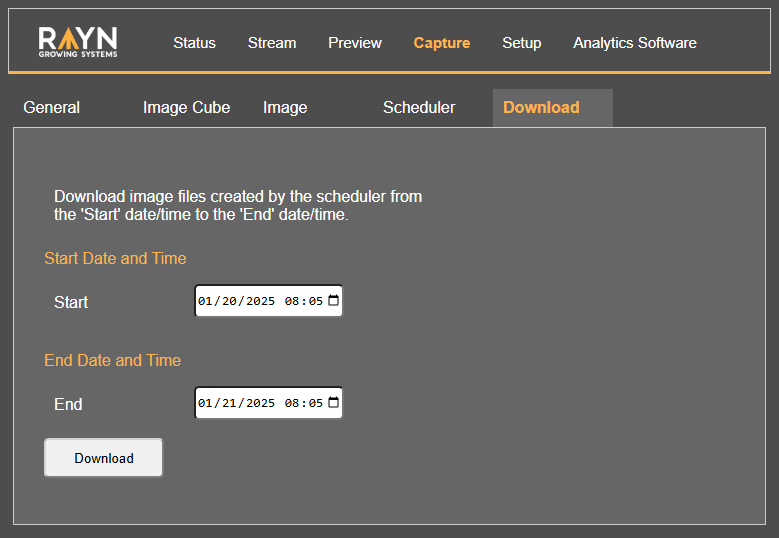 RAYN
GROWING SYSTEMS
Status Stream Preview Capture Setup Analytics Software
General Image Cube Image Scheduler Download
Download image files created by the scheduler from
the 'Start' date/time to the 'End' date/time.
Start Date and Time
Start 01/20/2025 08:05
End Date and Time
End 01/21/2025 08:05
Download